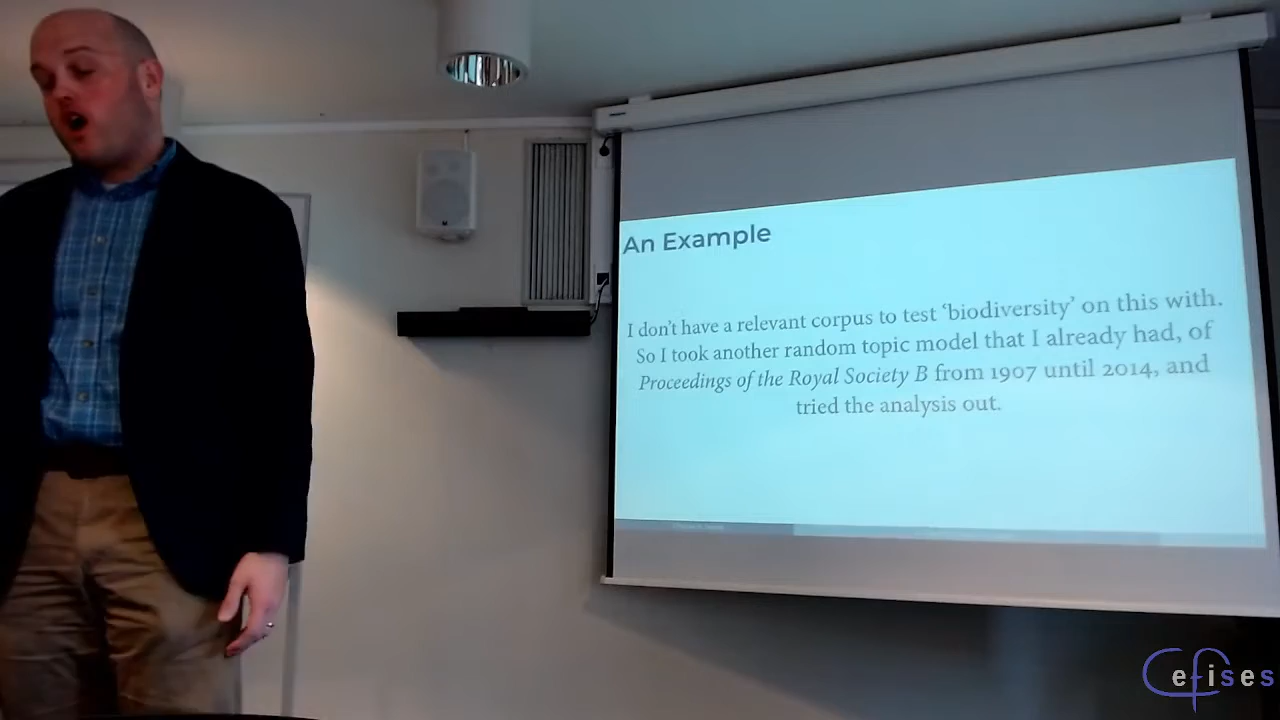 An Example
I don't have a relevant corpus to test ‘biodiversity’ on this with.
So I took another random topic model that I already had, of
Proceedings of the Royal Society B from 1907 until 2014, and
tried the analysis out.
Cefises